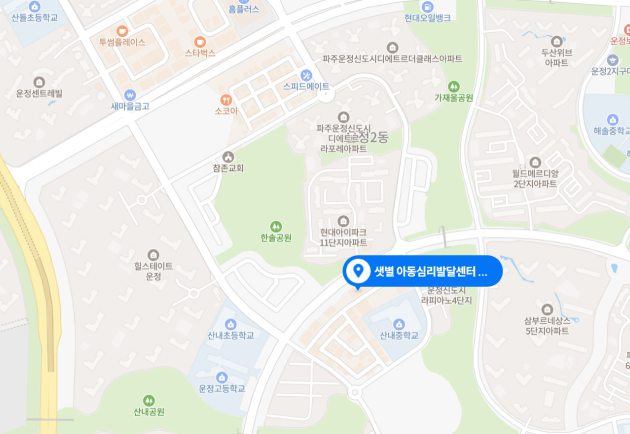 산들초등학교
홈플러스
현대오일뱅크
투썸플레이스
스타벅스
파주운정신도시디에트르더클래스아파트
두산위브
아파트
운정보
운정2지구대
운정센트레빌
스피드메이트
새마을금고
소코아
가재울공원
파주운정신도시
디에트르
라포레아파트
운정2동
해솔중학교
참존교회
월드메르디앙
2단지아파트
한솔공원
현대아이파크
11단지아파트
힐스테이트
운정
샛별 아동심리발달센터 ...
운정신도시
라피아노4단지
산내초등학교
산내중학교
삼부르네상스
5단지아파트
운정고등학교
산내공원